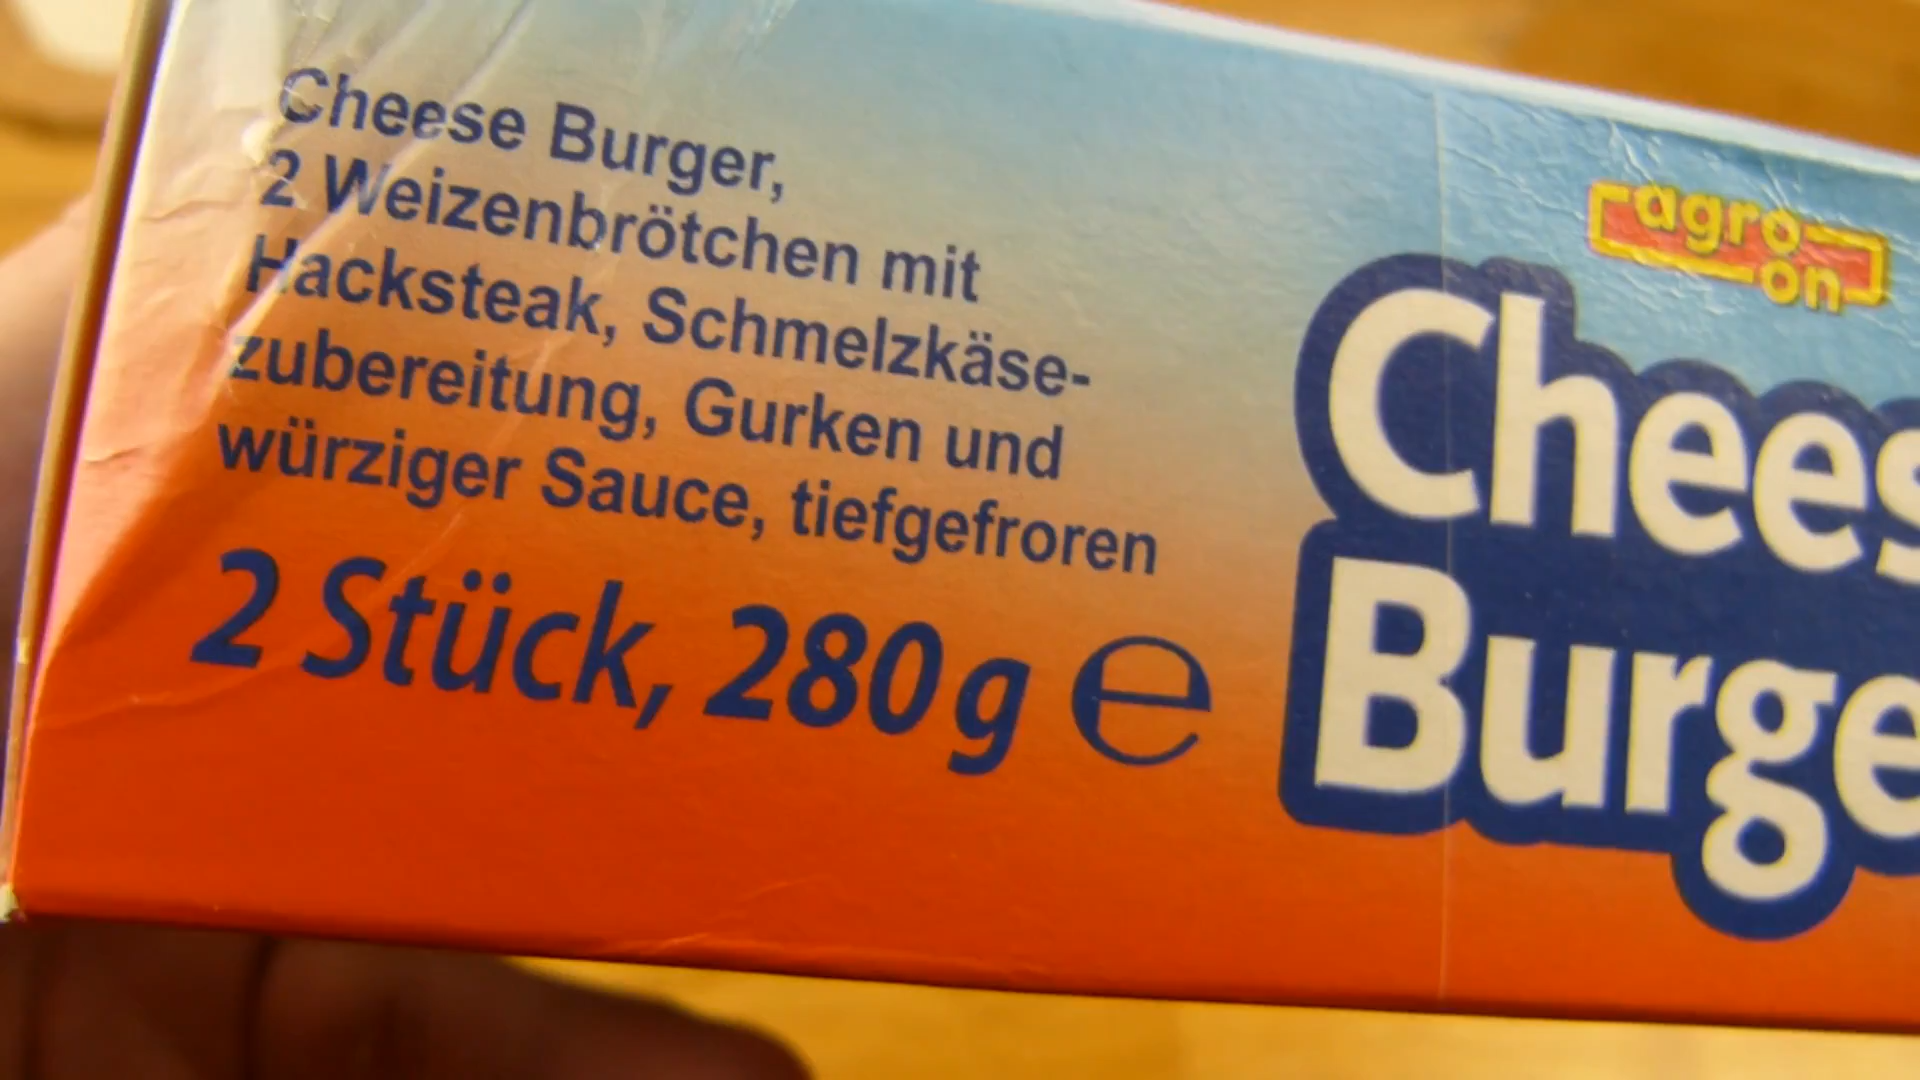 Cheese Burger,
2 Weizenbrötchen mit
Hacksteak, Schmelzkäse-
zubereitung, Gurken und
würziger Sauce, tiefgefroren
2 Stück, 280g e
agro
on
Chees
Burge